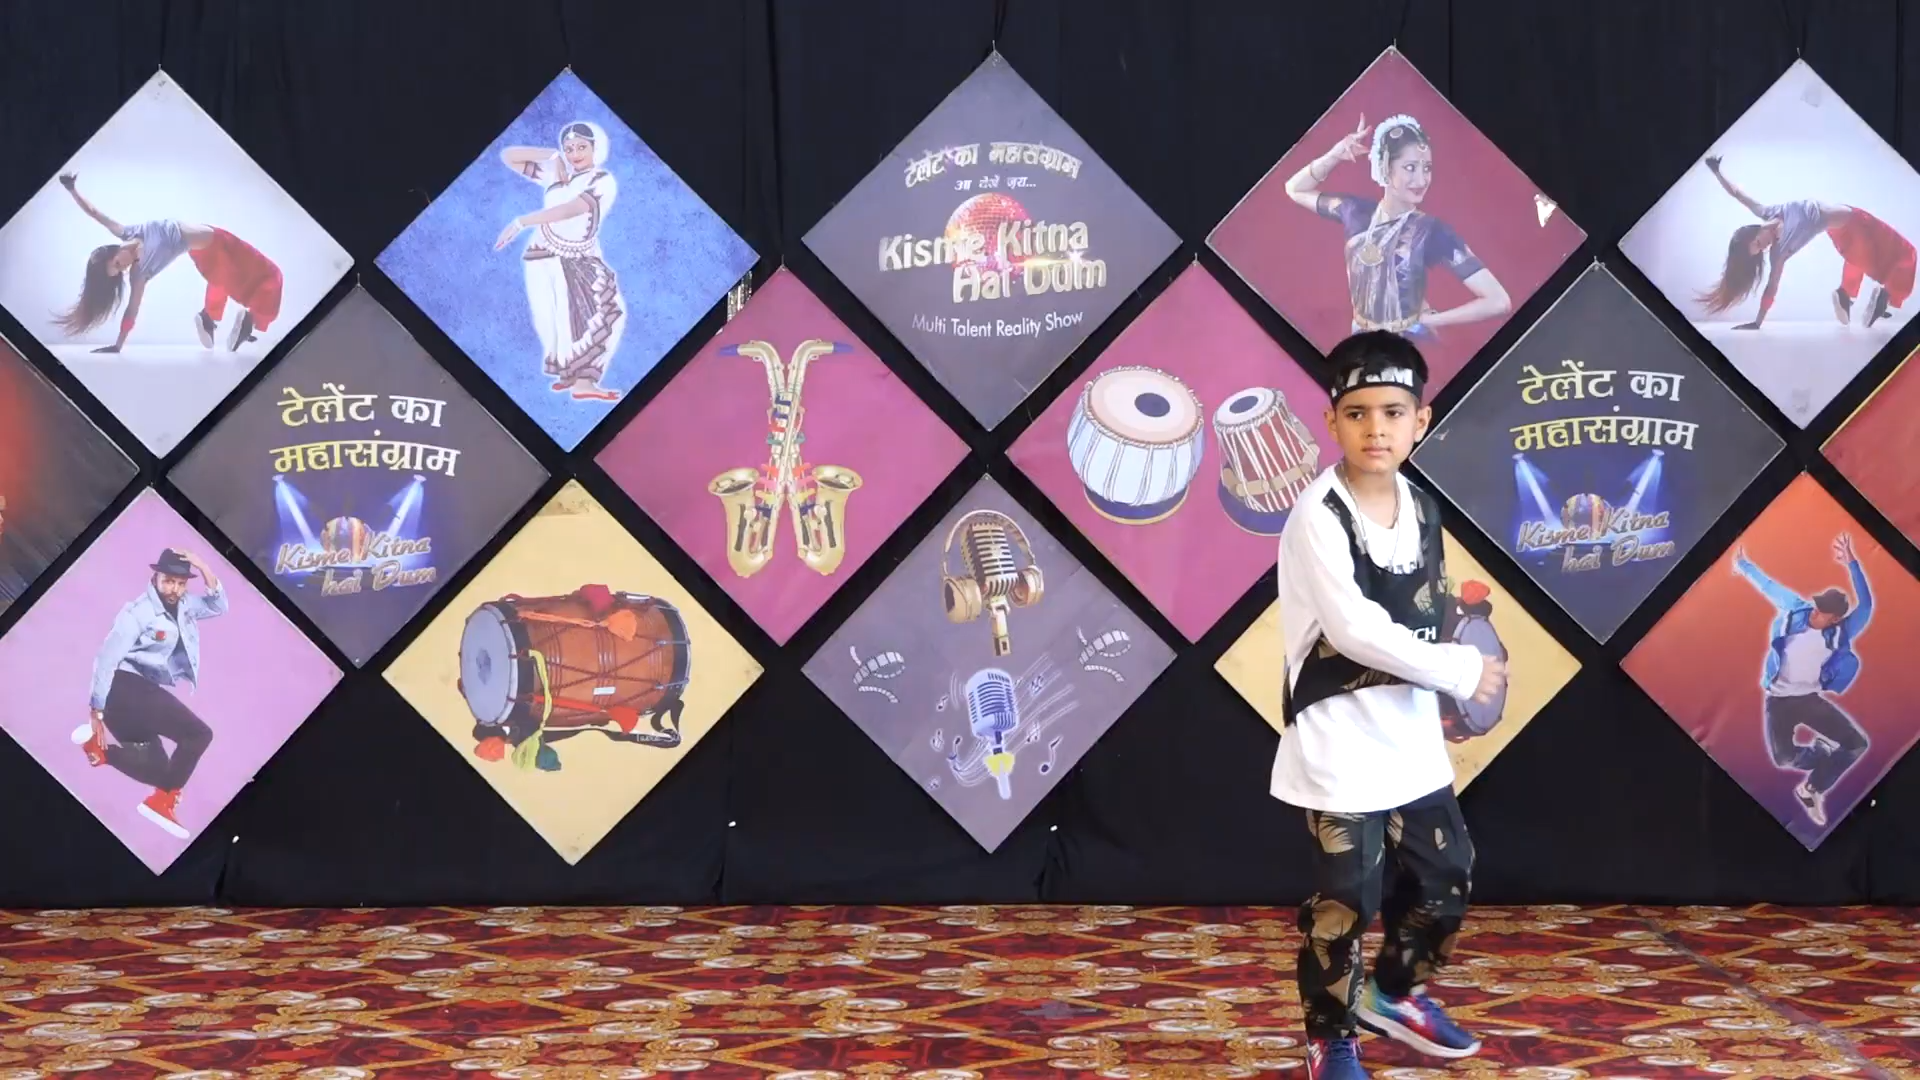 टेलेंट का महासंग्राम
आ देखें ज़रा...
Kisme Kitna
Hai Dum
Multi Talent Reality Show
टेलेंट का
महासंग्राम
Kisme Kitna
hai Dum
टेलेंट का
महासंग्राम
Kisme Kitna
hai Dum